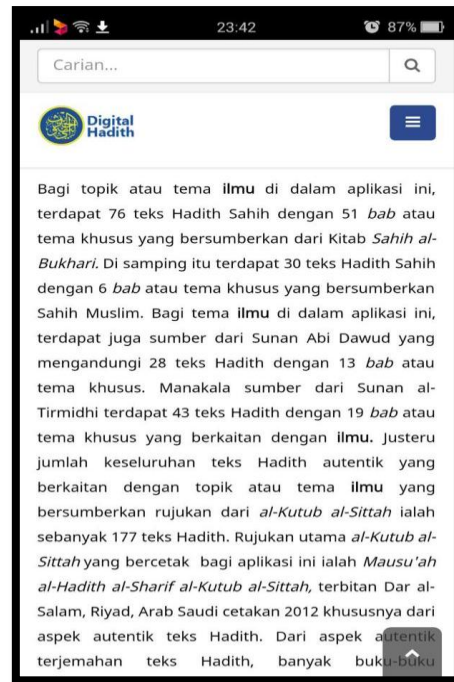 23:42
87%
Carian...
Digital
Hadith
Bagi topik atau tema ilmu di dalam aplikasi ini,
terdapat 76 teks Hadith Sahih dengan 51 bab atau
tema khusus yang bersumberkan dari Kitab Sahih al-
Bukhari. Di samping itu terdapat 30 teks Hadith Sahih
dengan 6 bab atau tema khusus yang bersumberkan
Sahih Muslim. Bagi tema ilmu di dalam aplikasi ini,
terdapat juga sumber dari Sunan Abi Dawud yang
mengandungi 28 teks Hadith dengan 13 bab atau
tema khusus. Manakala sumber dari Sunan al-
Tirmidhi terdapat 43 teks Hadith dengan 19 bab atau
tema khusus yang berkaitan dengan ilmu. Justeru
jumlah keseluruhan teks Hadith autentik yang
berkaitan dengan topik atau tema ilmu yang
bersumberkan rujukan dari al-Kutub al-Sittah ialah
sebanyak 177 teks Hadith. Rujukan utama al-Kutub al-
Sittah yang bercetak bagi aplikasi ini ialah Mausu'ah
al-Hadith al-Sharif al-Kutub al-Sittah, terbitan Dar al-
Salam, Riyad, Arab Saudi cetakan 2012 khususnya dari
aspek autentik teks Hadith. Dari aspek autentik
terjemahan teks Hadith, banyak buku-buku